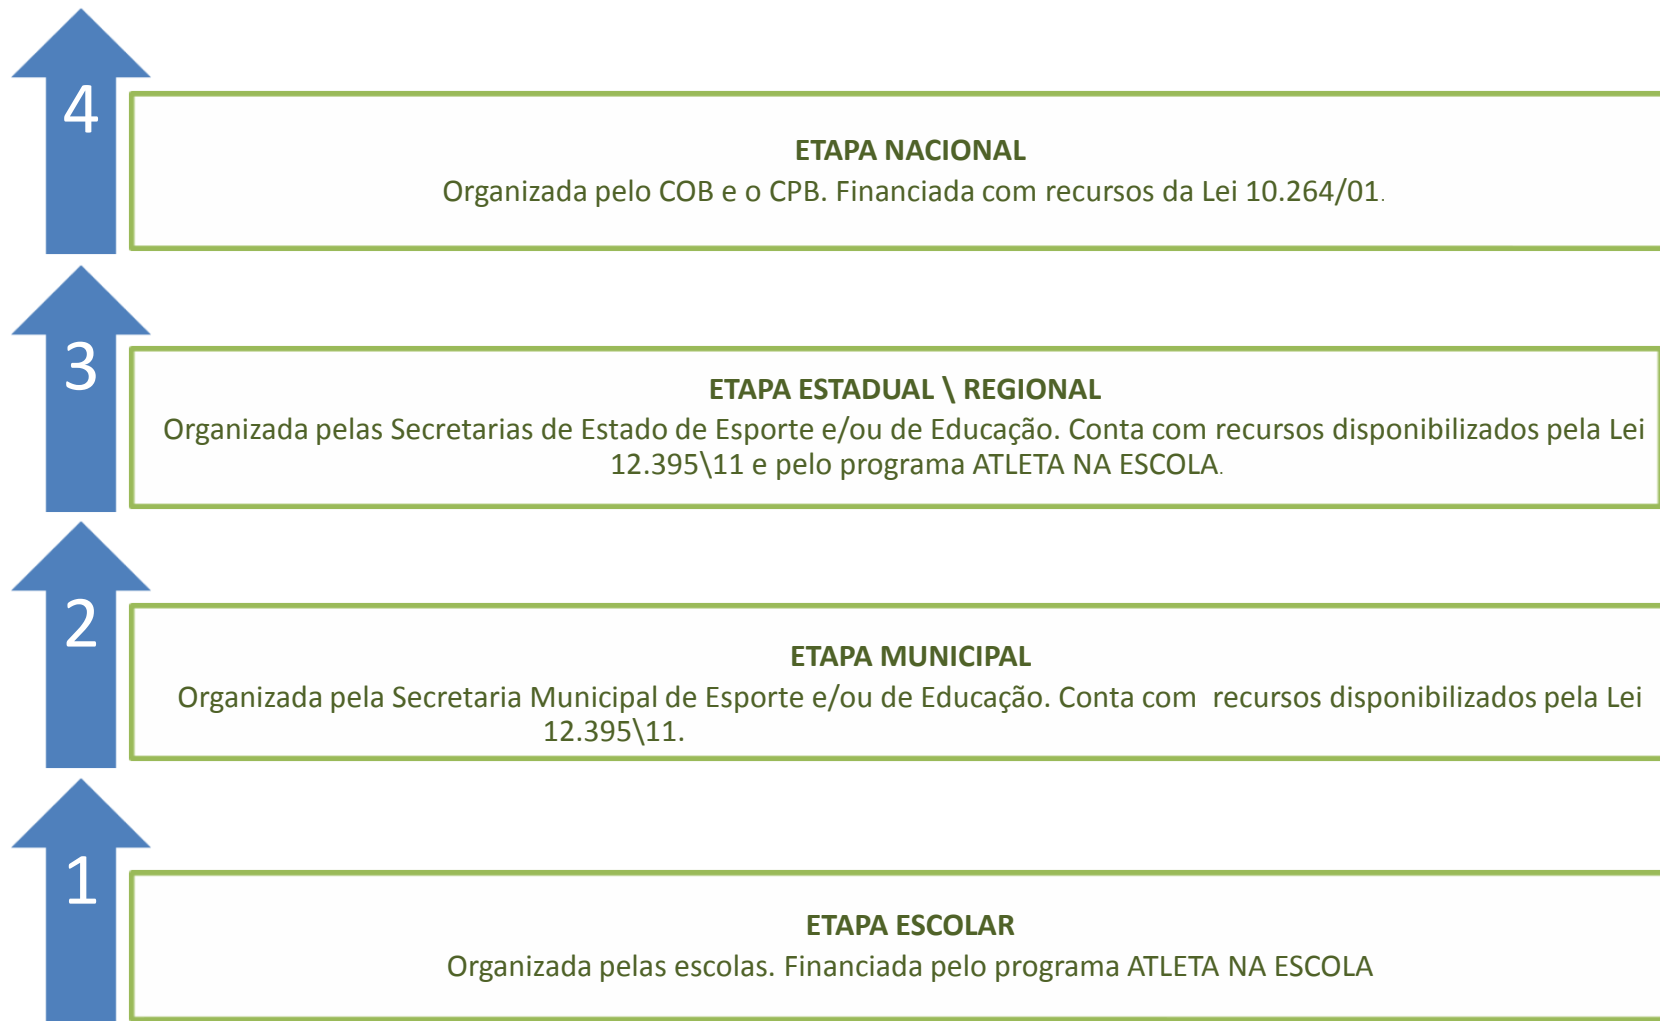 4
ETAPA NACIONAL
Organizada pelo COB e o CPB. Financiada com recursos da Lei 10.264/01.
3
ETAPA ESTADUAL \ REGIONAL
Organizada pelas Secretarias de Estado de Esporte e/ou de Educação. Conta com recursos disponibilizados pela Lei
12.395\11 e pelo programa ATLETA NA ESCOLA.
2
ETAPA MUNICIPAL
Organizada pela Secretaria Municipal de Esporte e/ou de Educação. Conta com  recursos disponibilizados pela Lei
12.395\11.
1
ETAPA ESCOLAR
Organizada pelas escolas. Financiada pelo programa ATLETA NA ESCOLA